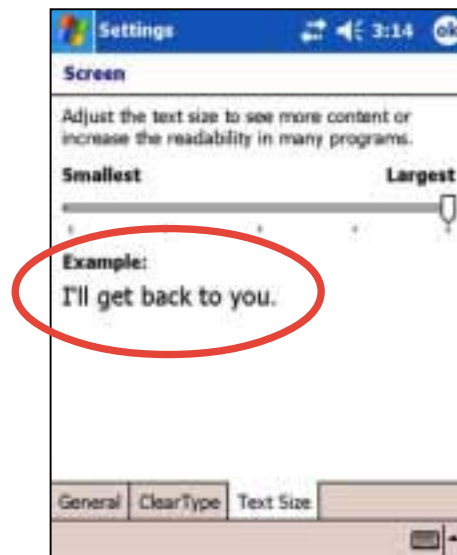 Settings 3:14 ok
Screen
Adjust the text size to see more content or
increase the readability in many programs.
Smallest Largest
Example:
I'll get back to you.
General ClearType Text Size